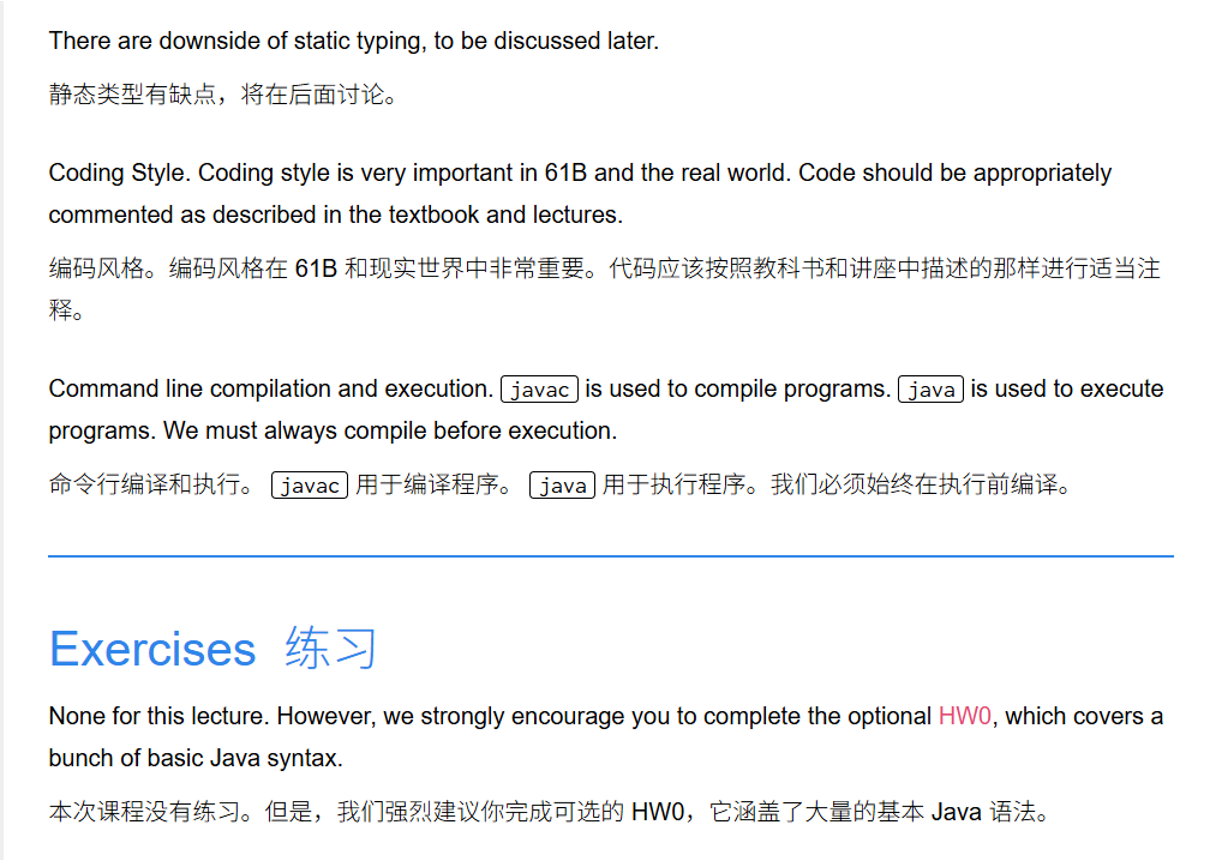 There are downside of static typing, to be discussed later.
静态类型有缺点，将在后面讨论。
Coding Style. Coding style is very important in 61B and the real world. Code should be appropriately
commented as described in the textbook and lectures.
编码风格。编码风格在 61B 和现实世界中非常重要。代码应该按照教科书和讲座中描述的那样进行适当注
释。
Command line compilation and execution. javac is used to compile programs. java is used to execute
programs. We must always compile before execution.
命令行编译和执行。 javac 用于编译程序。 java 用于执行程序。我们必须始终在执行前编译。
Exercises 练习
None for this lecture. However, we strongly encourage you to complete the optional HW0, which covers a
bunch of basic Java syntax.
本次课程没有练习。但是，我们强烈建议你完成可选的 HW0，它涵盖了大量的基本 Java 语法。